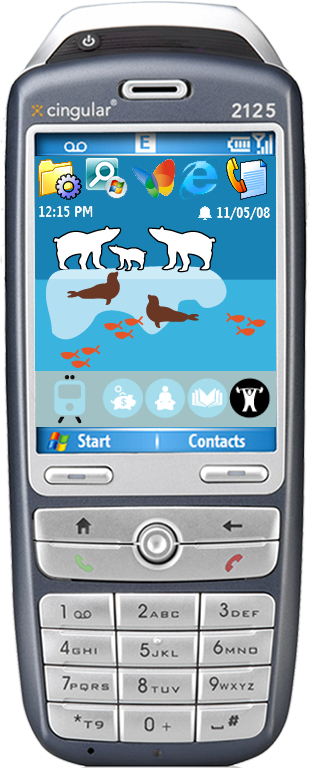 cingular® 2125
E
12:15 PM 11/05/08
$
Start Contacts
1 2ABC 3DEF
4GHI 5JKL 6MNO
7PQRS 8TUV 9WXYZ
*T9 0 + #